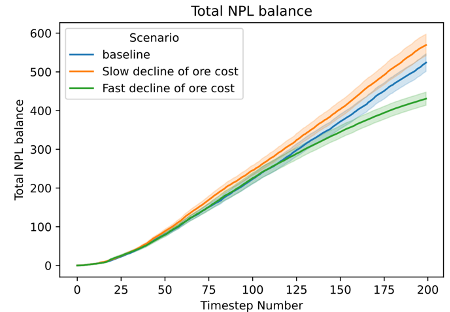 Total NPL balance
Scenario
baseline
Slow decline of ore cost
Fast decline of ore cost
Total NPL balance
600
500
400
300
200
100
0
0 25 50 75 100 125 150 175 200
Timestep Number